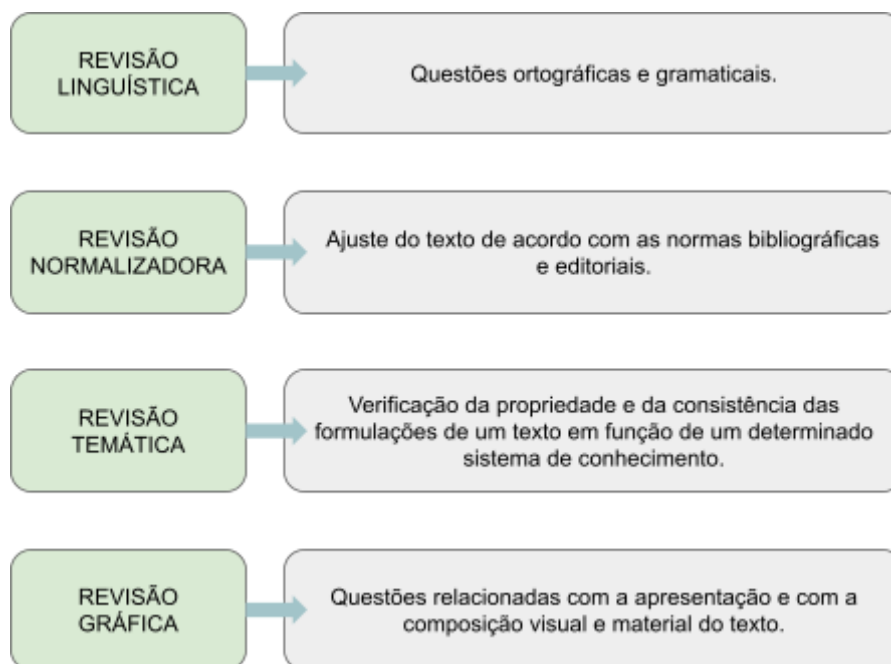 REVISÃO
LINGUÍSTICA
Questões ortográficas e gramaticais.
REVISÃO
NORMALIZADORA
Ajuste do texto de acordo com as normas bibliográficas
e editoriais.
REVISÃO
TEMÁTICA
Verificação da propriedade e da consistência das
formulações de um texto em função de um determinado
sistema de conhecimento.
REVISÃO
GRÁFICA
Questões relacionadas com a apresentação e com a
composição visual e material do texto.